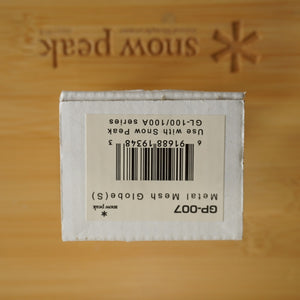 snow peak
snow peak
GP-007
Metal Mesh Globe(S)
6 91688 19348 3
Use with Snow Peak
GL-100/100A series